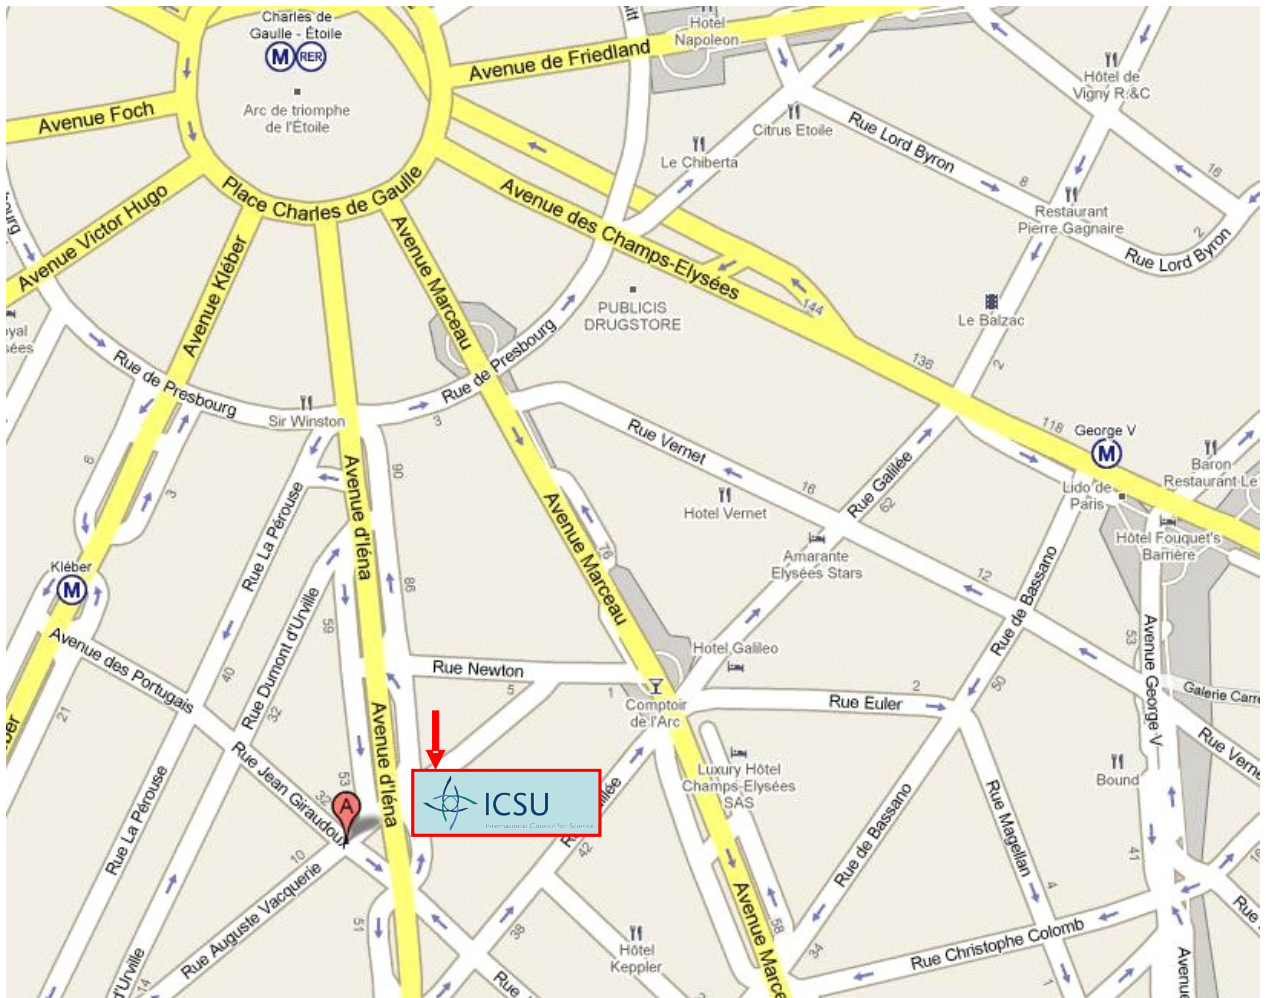 Charles de
Gaulle - Étoile
M
RER
Arc de triomphe
de l'Étoile
Avenue Foch
Avenue Victor Hugo
Place Charles de Gaulle
Avenue de Friedland
Hotel
Napoleon
Hôtel de
Vigny R.&C
Citrus Etoile
Le Chiberta
Rue Lord Byron
8
16
Restaurant
Pierre Gagnaire
2
Rue Lord Byron
Avenue des Champs-Elysées
Avenue Kléber
Avenue Marceau
PUBLICIS
DRUGSTORE
144
Le Balzac
136
2
Rue de Presbourg
Rue de Presbourg
Sir Winston
3
118
George V
M
Baron
Restaurant Le
Rue Vernet
16
Rue Galilée
62
Lido de
Paris
Hotel Vernet
Hôtel Fouquet's
Barrière
6
3
90
Avenue d'Iéna
Rue La Pérouse
Avenue Marceau
76
Amarante
Elysées Stars
12
Rue de Bassano
Kléber
M
86
59
Rue Dumont d'Urville
Avenue des Portugais
40
32
21
Rue Newton
5
1
Hotel Galileo
Comptoir
de l'Arc
Rue Euler
2
50
53
Avenue George V
Galerie
Rue Jean Giraudoux
32
53
A
Avenue d'Iéna
ICSU
International Council for Science
42
Luxury Hôtel
Champs-Elysées
SAS
Bound
Rue La Pérouse
10
Rue Auguste Vacquerie
51
38
Hôtel
Keppler
Rue de Bassano
Rue Magellan
4
41
58
34
Rue Christophe Colomb
1
14